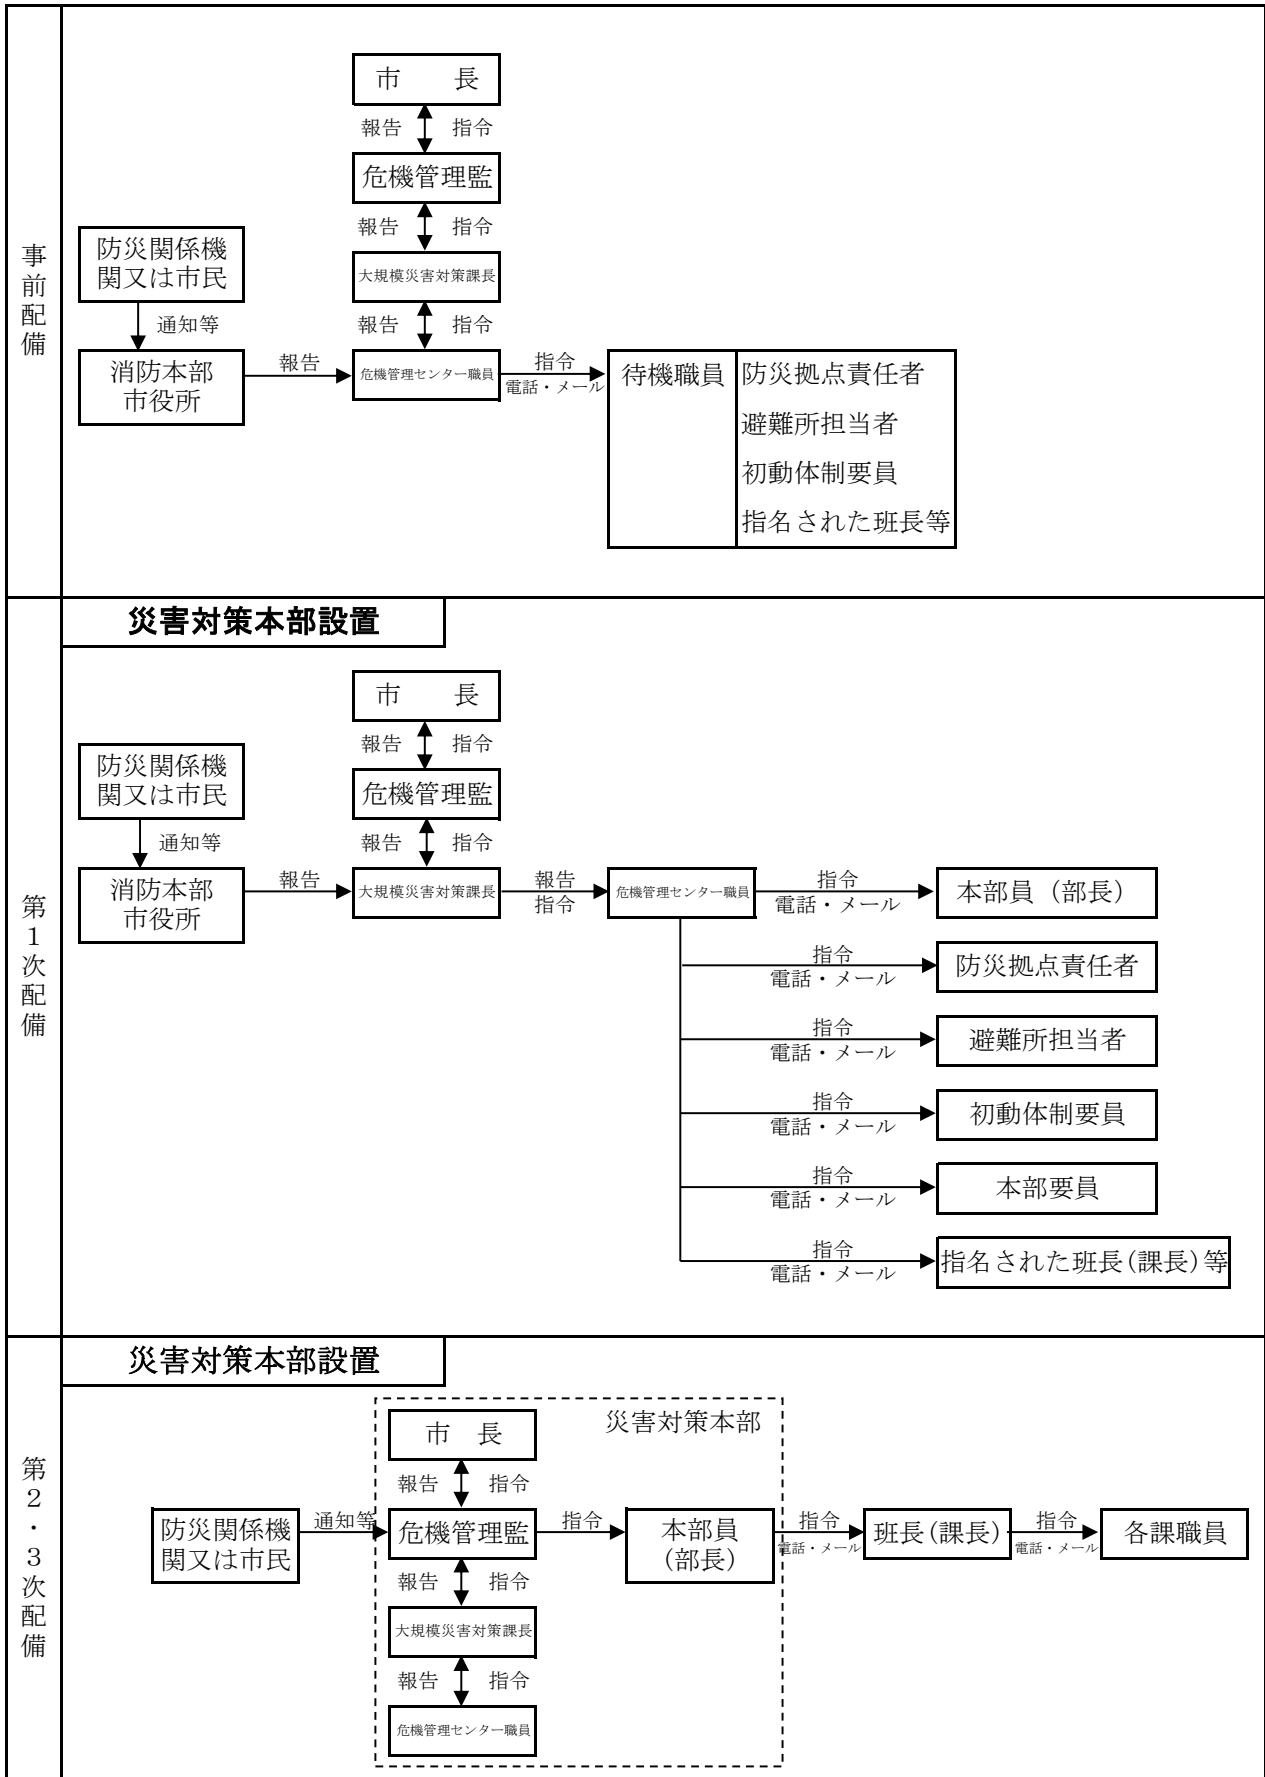 事前配備
市　　長
報告　指令
危機管理監
報告　指令
防災関係機
関又は市民
大規模災害対策課長
通知等
報告　指令
消防本部
市役所
報告
危機管理センター職員
指令
電話・メール
待機職員
防災拠点責任者
避難所担当者
初動体制要員
指名された班長等
第１次配備
災害対策本部設置
市　　長
報告　指令
防災関係機
関又は市民
危機管理監
通知等
報告　指令
消防本部
市役所
報告
大規模災害対策課長
報告
指令
危機管理センター職員
指令
電話・メール
本部員（部長）
指令
電話・メール
防災拠点責任者
指令
電話・メール
避難所担当者
指令
電話・メール
初動体制要員
指令
電話・メール
本部要員
指令
電話・メール
指名された班長(課長)等
第２・３次配備
災害対策本部設置
災害対策本部
市　長
報告　指令
防災関係機
関又は市民
通知等
危機管理監
指令
本部員
(部長)
指令
電話・メール
班長(課長)
指令
電話・メール
各課職員
報告　指令
大規模災害対策課長
報告　指令
危機管理センター職員